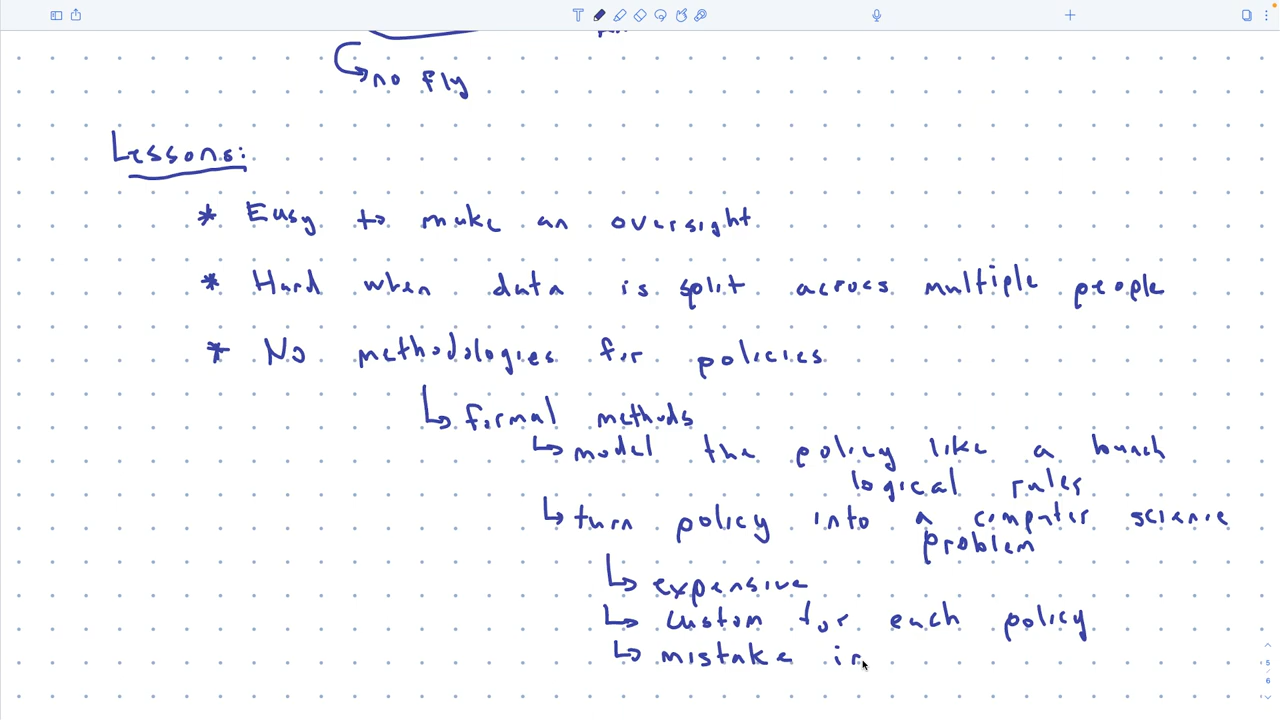 no fly
Lessons:
* Easy to make an oversight
* Hard when data is split across multiple people
* No methodologies for policies
formal methods
model the policy like a bunch
logical rules
turn policy into a computer science
problem
expensive
custom for each policy
mistake in
5
6